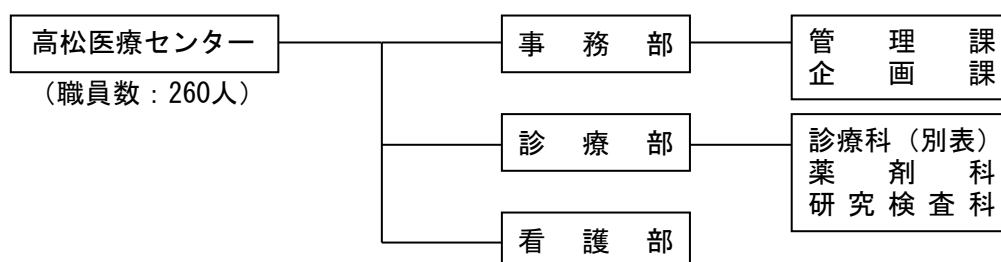 高松医療センター
（職員数：260人）
事務部
管理課
企画課
診療部
診療科（別表）
薬剤科
研究検査科
看護部